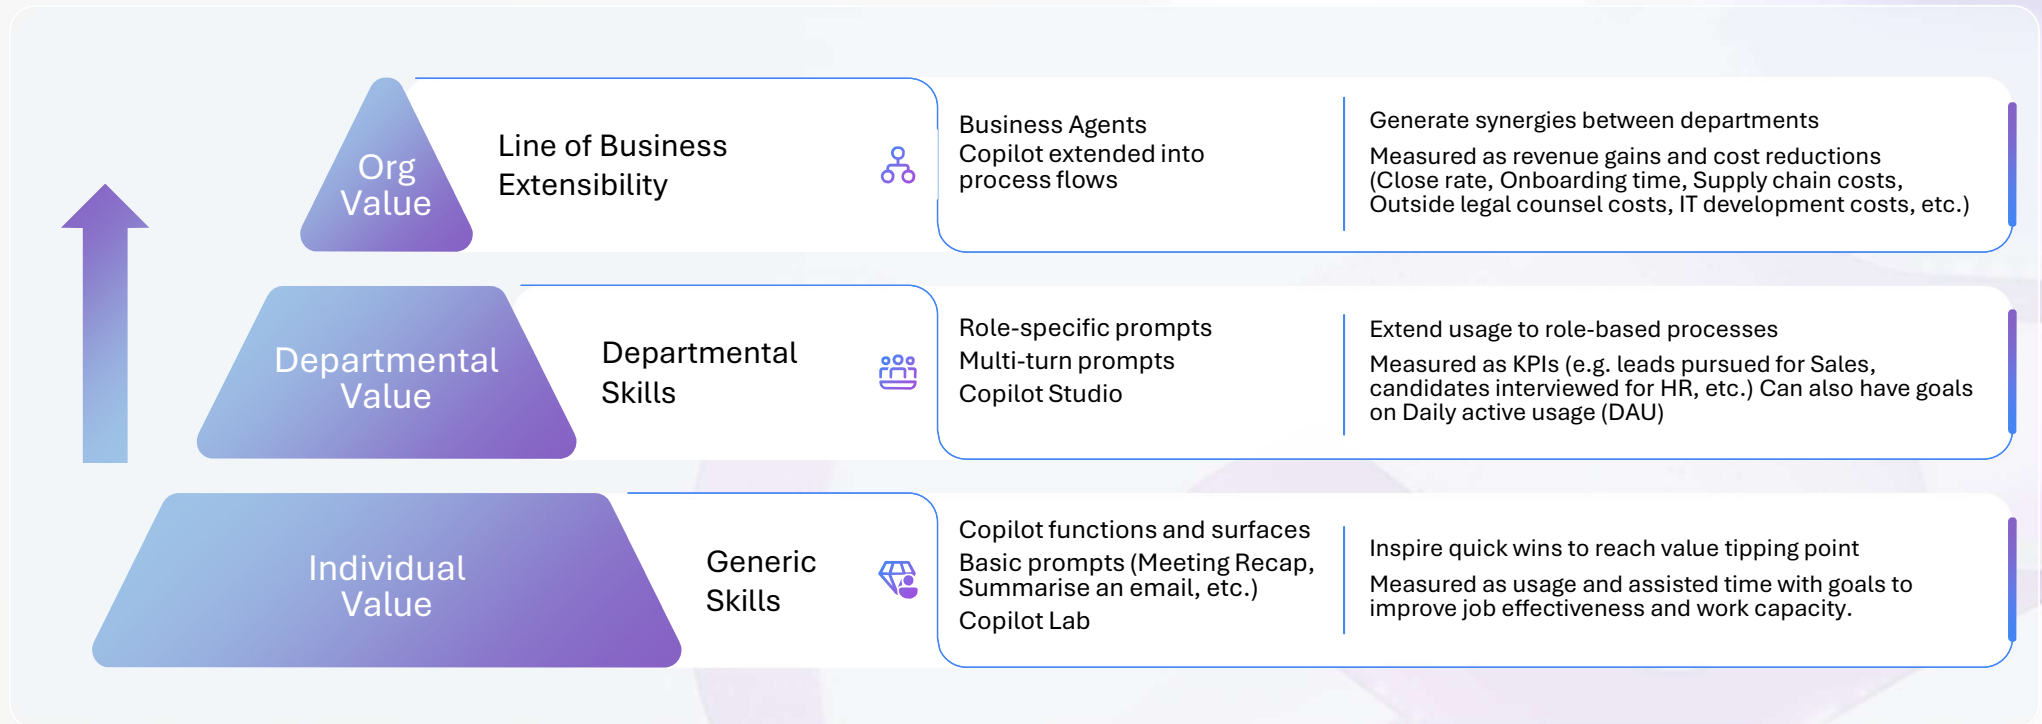 Org
Value
Line of Business
Extensibility
Business Agents
Copilot extended into
process flows
Generate synergies between departments
Measured as revenue gains and cost reductions
(Close rate, Onboarding time, Supply chain costs,
Outside legal counsel costs, IT development costs, etc.)
Departmental
Value
Departmental
Skills
Role-specific prompts
Multi-turn prompts
Copilot Studio
Extend usage to role-based processes
Measured as KPIs (e.g. leads pursued for Sales,
candidates interviewed for HR, etc.) Can also have goals
on Daily active usage (DAU)
Individual
Value
Generic
Skills
Copilot functions and surfaces
Basic prompts (Meeting Recap,
Summarise an email, etc.)
Copilot Lab
Inspire quick wins to reach value tipping point
Measured as usage and assisted time with goals to
improve job effectiveness and work capacity.